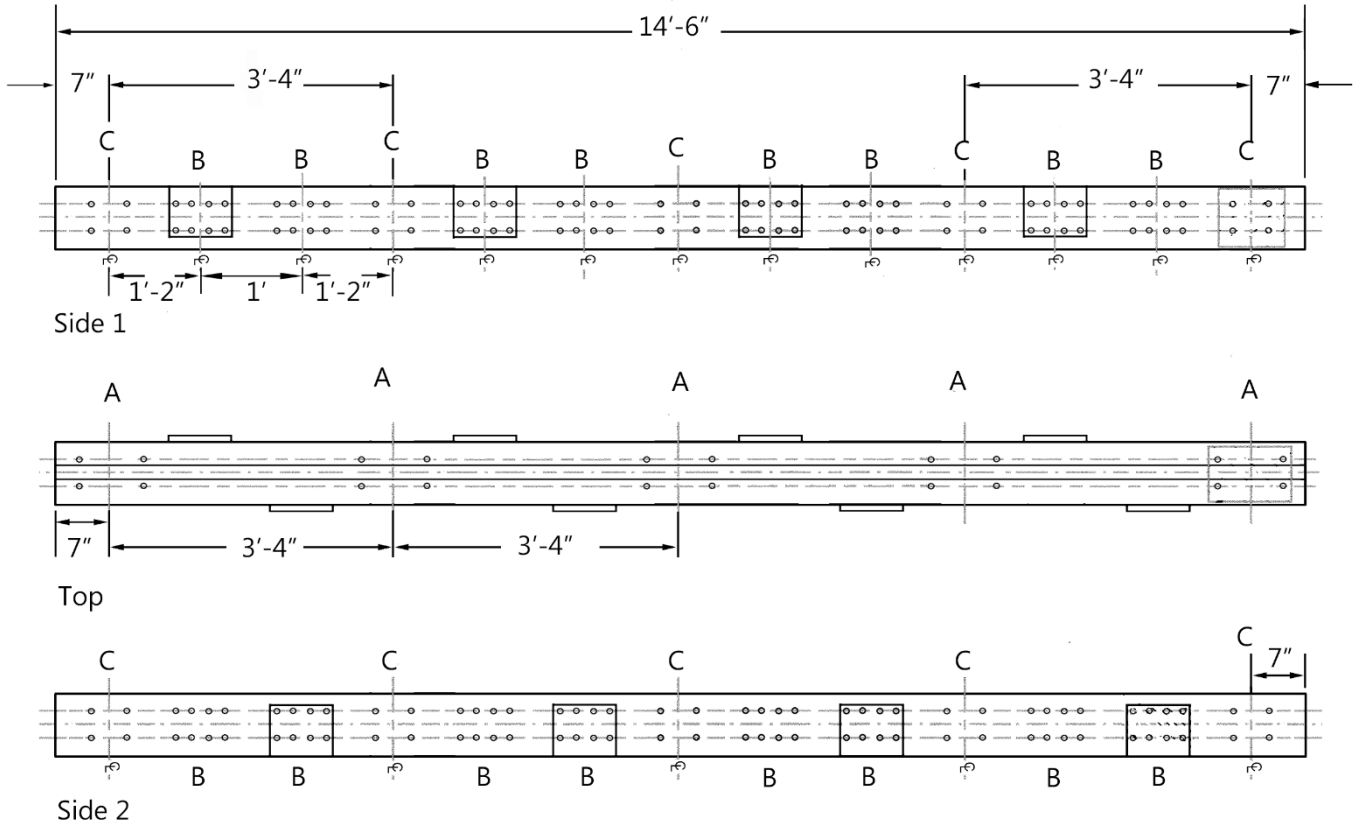 14′-6″
7″ 3′-4″ 3′-4″ 7″
C B B C B B C B B C B B C
1′-2″ 1′ 1′-2″
Side 1
A A A A A
7″ 3′-4″ 3′-4″
Top
C C C C C 7″
B B B B B B B B
Side 2